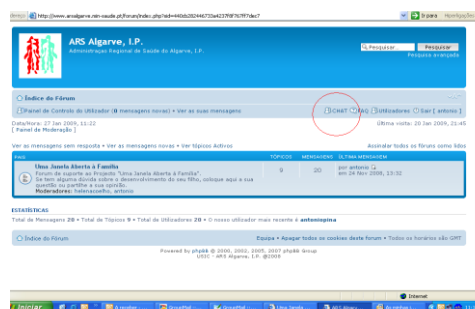 http://www.arsalgarve.min-saude.pt/forum/index.php?sid=440bb282446735a4237f8f767ff7dec7
Ir para
ARS Algarve, I.P.
Administração Regional de Saúde do Algarve, I.P.
Pesquisar...
Pesquisar
Pesquisa avançada
Índice do Fórum
Painel de Controlo do Utilizador (0 mensagens novas) • Ver as suas mensagens
CHAT FAQ Utilizadores Sair [ antonio ]
Data/Hora: 27 Jan 2009, 11:22
Última visita: 20 Jan 2009, 21:45
[ Painel de Moderação ]
Ver as mensagens sem resposta • Ver as mensagens novas • Ver Tópicos Activos
Assinalar todos os fóruns como lidos
TÓPICOS MENSAGENS ÚLTIMA MENSAGEM
Uma Janela Aberta à Família
Forum de suporte ao Projecto "Uma Janela Aberta à Família".
Se tem alguma dúvida sobre o desenvolvimento do seu filho, coloque aqui a sua
questão ou partilhe a sua opinião.
Moderadores: helenacoelho, antonio
9
20
por antonio
em 24 Nov 2008, 13:32
ESTATÍSTICAS
Total de Mensagens 20 • Total de Tópicos 9 • Total de Utilizadores 20 • O nosso utilizador mais recente é antoniopina
Índice do Fórum
Equipa • Apagar todos os cookies deste forum • Todos os horários são GMT
Powered by phpBB © 2000, 2002, 2005, 2007 phpBB Group
USIC - ARS Algarve, I.P. @2008
Internet
Iniciar